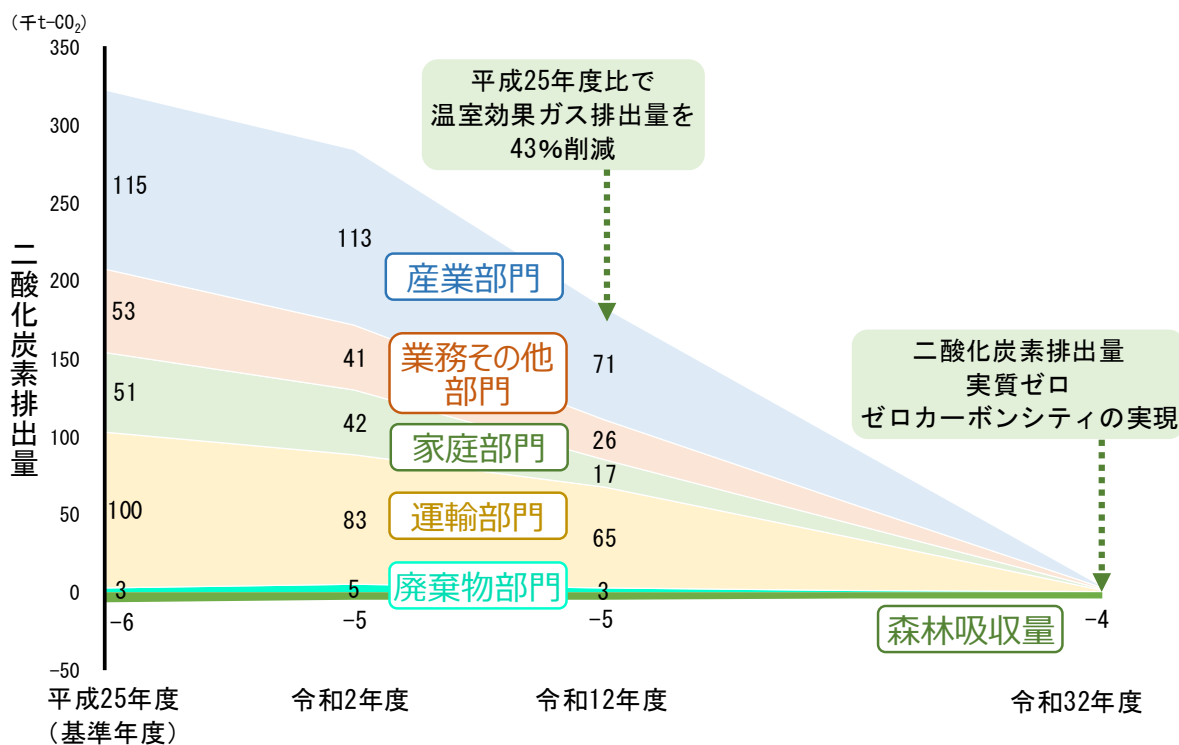 (千t-CO₂)
350
300
250
200
150
100
50
0
-50
二酸化炭素排出量
平成25年度比で
温室効果ガス排出量を
43%削減
二酸化炭素排出量
実質ゼロ
ゼロカーボンシティの実現
115
113
産業部門
71
53
41
業務その他
部門
26
51
42
家庭部門
17
100
83
運輸部門
65
3
5
廃棄物部門
3
-6
-5
-5
森林吸収量
-4
平成25年度
(基準年度)
令和2年度
令和12年度
令和32年度